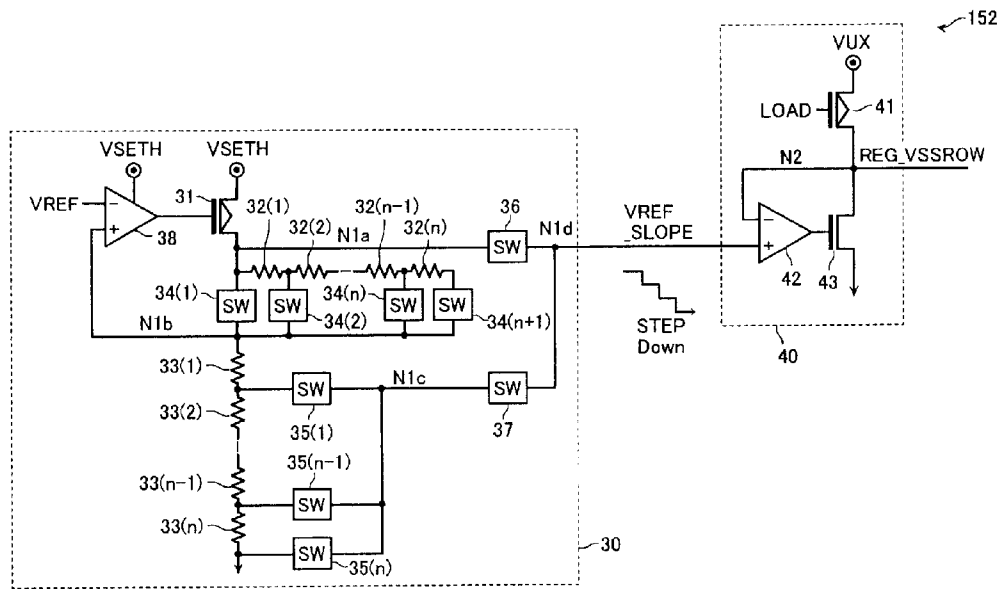 152
VUX
LOAD
41
N2
REG_VSSROW
VSETH
VSETH
VREF
31
38
32(1)
32(2)
32(n-1)
32(n)
36
N1a
SW
N1d
VREF
_SLOPE
42
43
34(1)
SW
SW
34(n)
SW
SW
34(2)
34(n+1)
N1b
STEP
Down
40
33(1)
N1c
SW
SW
33(2)
35(1)
37
35(n-1)
33(n-1)
SW
33(n)
SW
30
35(n)